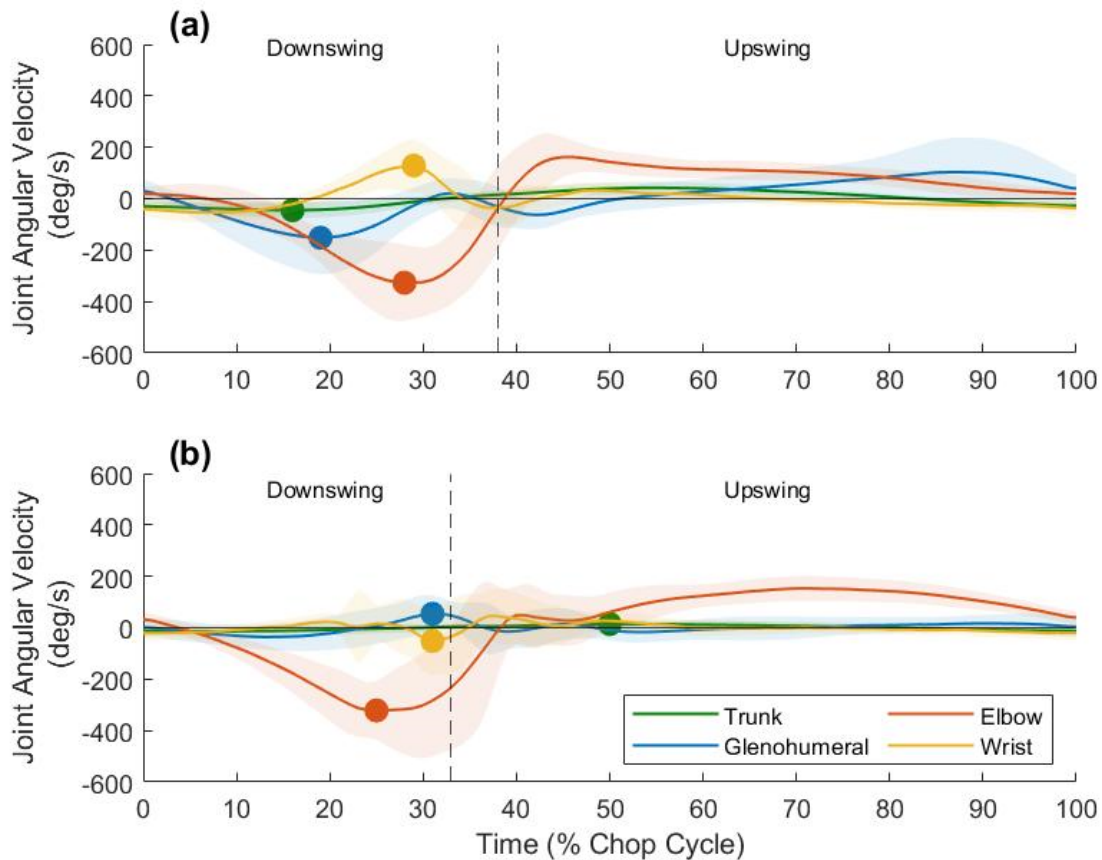 (a)
Downswing Upswing
600
400
200
0
-200
-400
-600
Joint Angular Velocity
(deg/s)
0 10 20 30 40 50 60 70 80 90 100
(b)
Downswing Upswing
600
400
200
0
-200
-400
-600
Joint Angular Velocity
(deg/s)
Trunk Elbow
Glenohumeral Wrist
0 10 20 30 40 50 60 70 80 90 100
Time (% Chop Cycle)